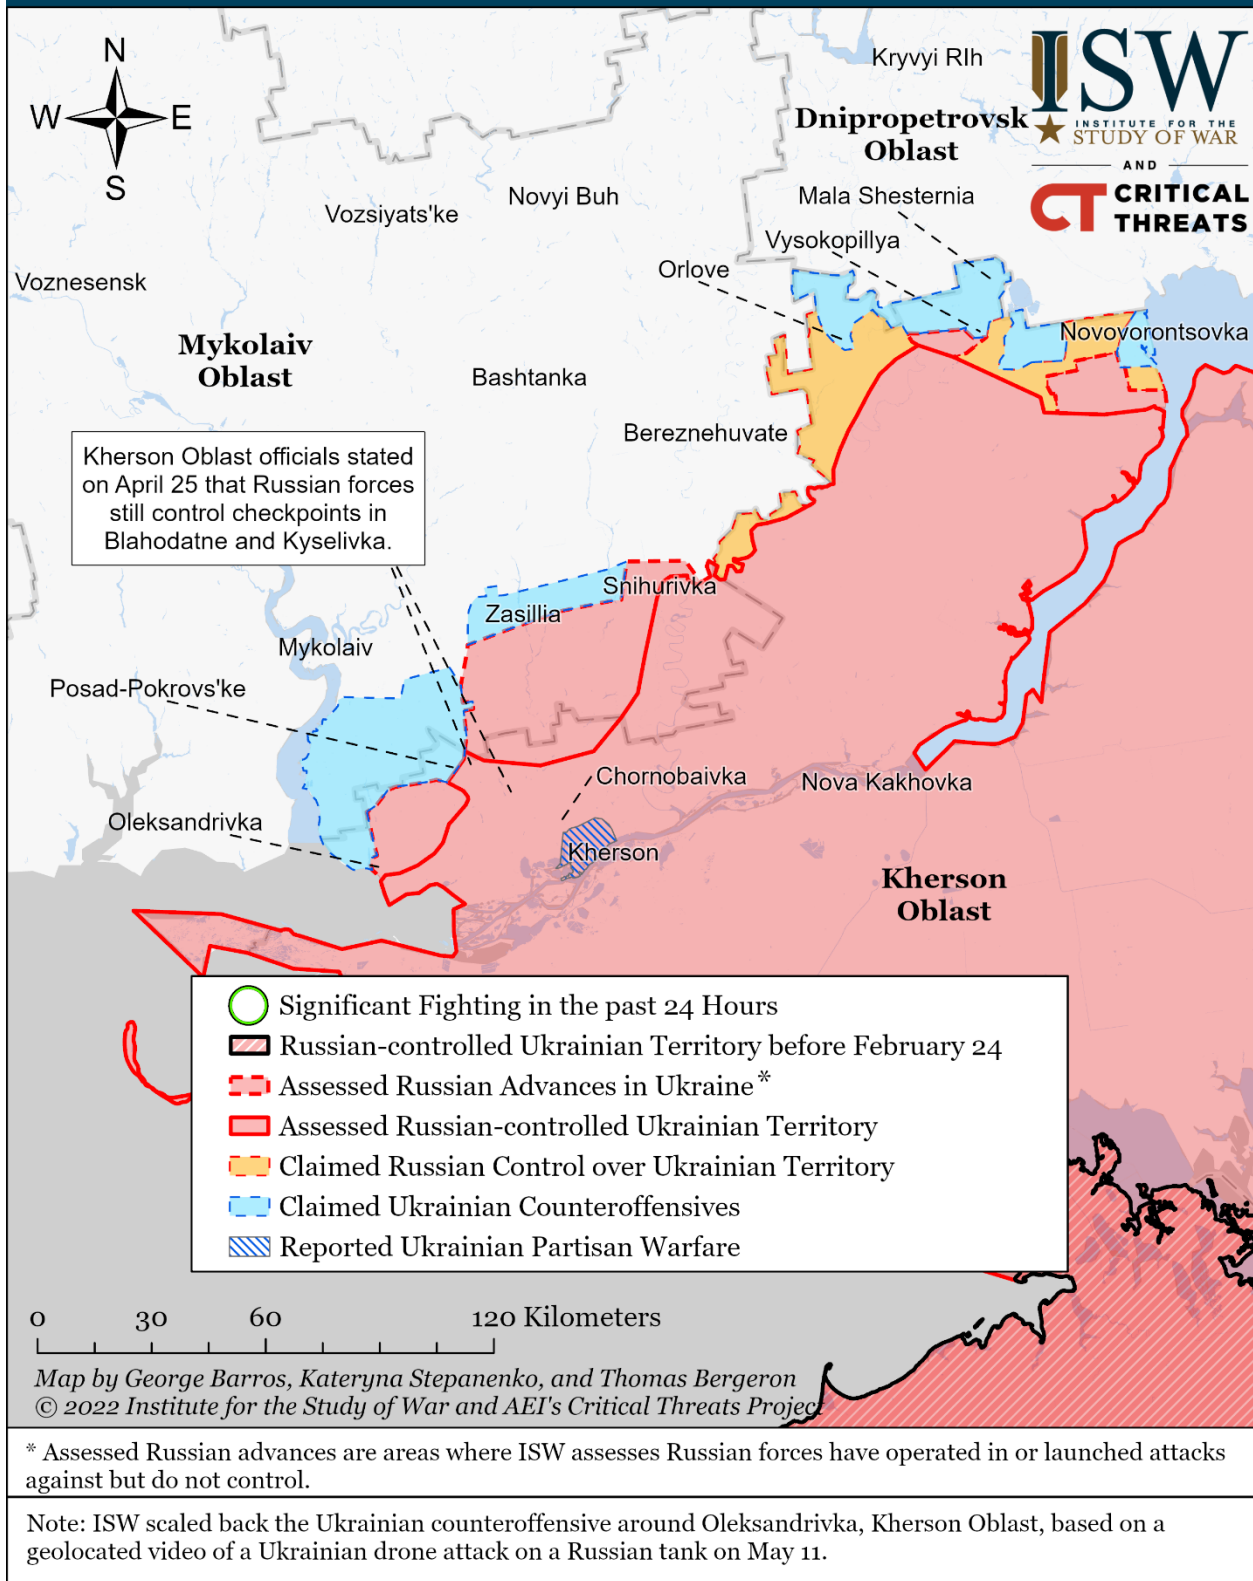 N
W
E
S
Kryvyi RIh
ISW
INSTITUTE FOR THE
STUDY OF WAR
AND
CT CRITICAL
THREATS
Dnipropetrovsk
Oblast
Mala Shesternia
Novyi Buh
Vozsiyats'ke
Vysokopillya
Orlove
Voznesensk
Novovorontsovka
Mykolaiv
Oblast
Bashtanka
Bereznehuvate
Kherson Oblast officials stated
on April 25 that Russian forces
still control checkpoints in
Blahodatne and Kyselivka.
Snihurivka
Zasillia
Mykolaiv
Posad-Pokrovs'ke
Chornobaivka
Nova Kakhovka
Oleksandrivka
Kherson
Kherson
Oblast
Significant Fighting in the past 24 Hours
Russian-controlled Ukrainian Territory before February 24
Assessed Russian Advances in Ukraine*
Assessed Russian-controlled Ukrainian Territory
Claimed Russian Control over Ukrainian Territory
Claimed Ukrainian Counteroffensives
Reported Ukrainian Partisan Warfare
0 30 60 120 Kilometers
Map by George Barros, Kateryna Stepanenko, and Thomas Bergeron
© 2022 Institute for the Study of War and AEI's Critical Threats Project
* Assessed Russian advances are areas where ISW assesses Russian forces have operated in or launched attacks
against but do not control.
Note: ISW scaled back the Ukrainian counteroffensive around Oleksandrivka, Kherson Oblast, based on a
geolocated video of a Ukrainian drone attack on a Russian tank on May 11.